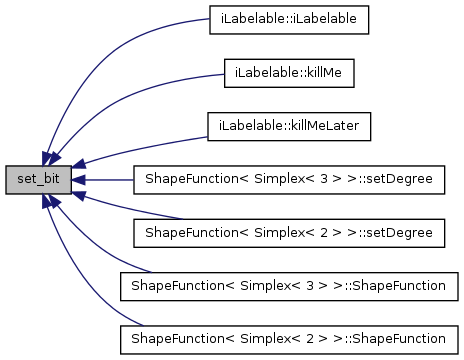 iLabelable::iLabelable
iLabelable::killMe
iLabelable::killMeLater
set_bit
ShapeFunction< Simplex< 3 > >::setDegree
ShapeFunction< Simplex< 2 > >::setDegree
ShapeFunction< Simplex< 3 > >::ShapeFunction
ShapeFunction< Simplex< 2 > >::ShapeFunction